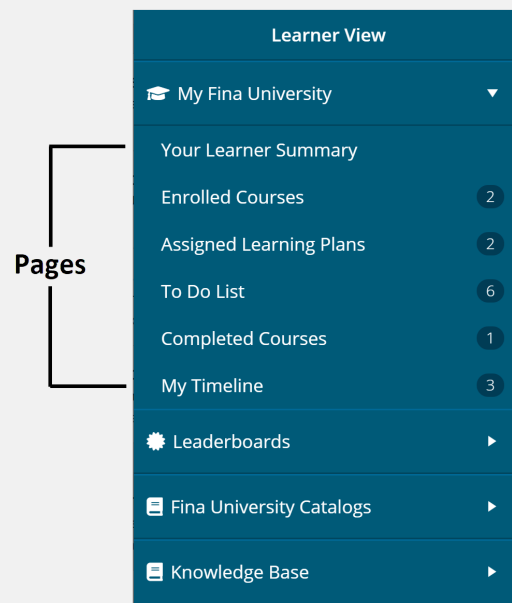 Learner View
My Fina University
Your Learner Summary
Enrolled Courses 2
Assigned Learning Plans 2
Pages
To Do List 6
Completed Courses 1
My Timeline 3
Leaderboards
Fina University Catalogs
Knowledge Base